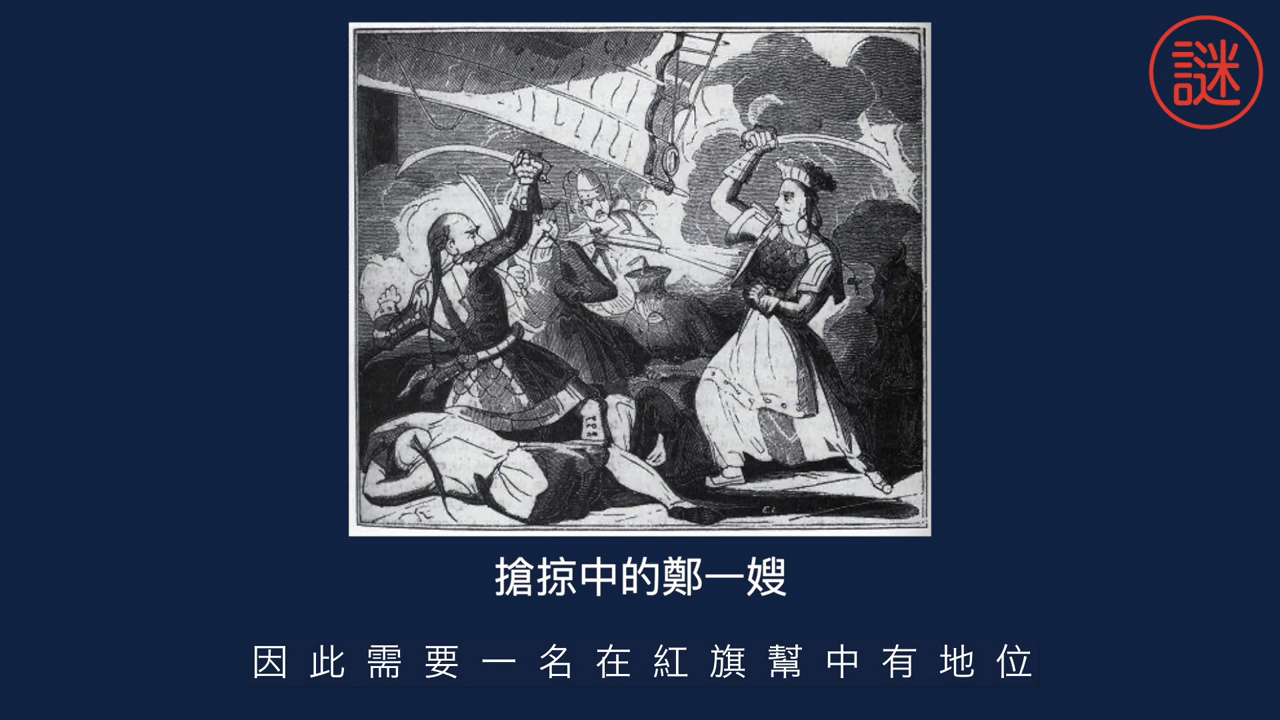 謎
搶掠中的鄭一嫂
因此需要一名在紅旗幫中有地位